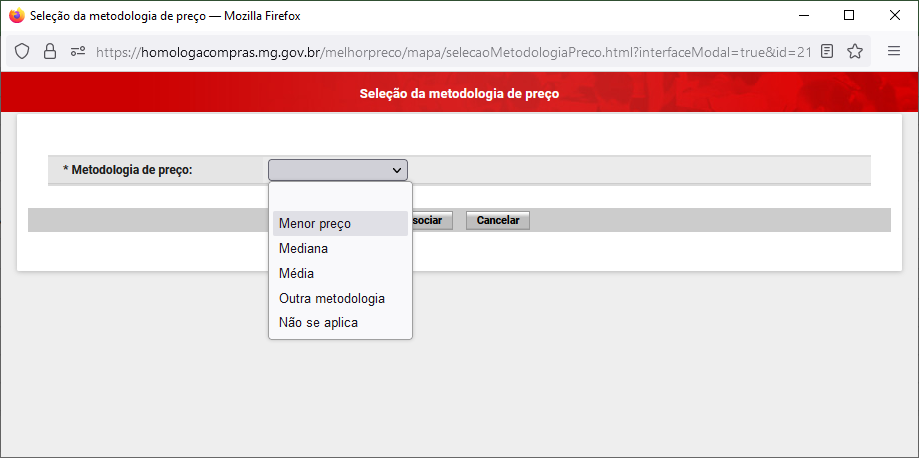 Seleção da metodologia de preço — Mozilla Firefox
https://homologacompras.mg.gov.br/melhorpreco/mapa/selecaoMetodologiaPreco.html?interfaceModal=true&id=21
Seleção da metodologia de preço
* Metodologia de preço:
sociar Cancelar
Menor preço
Mediana
Média
Outra metodologia
Não se aplica